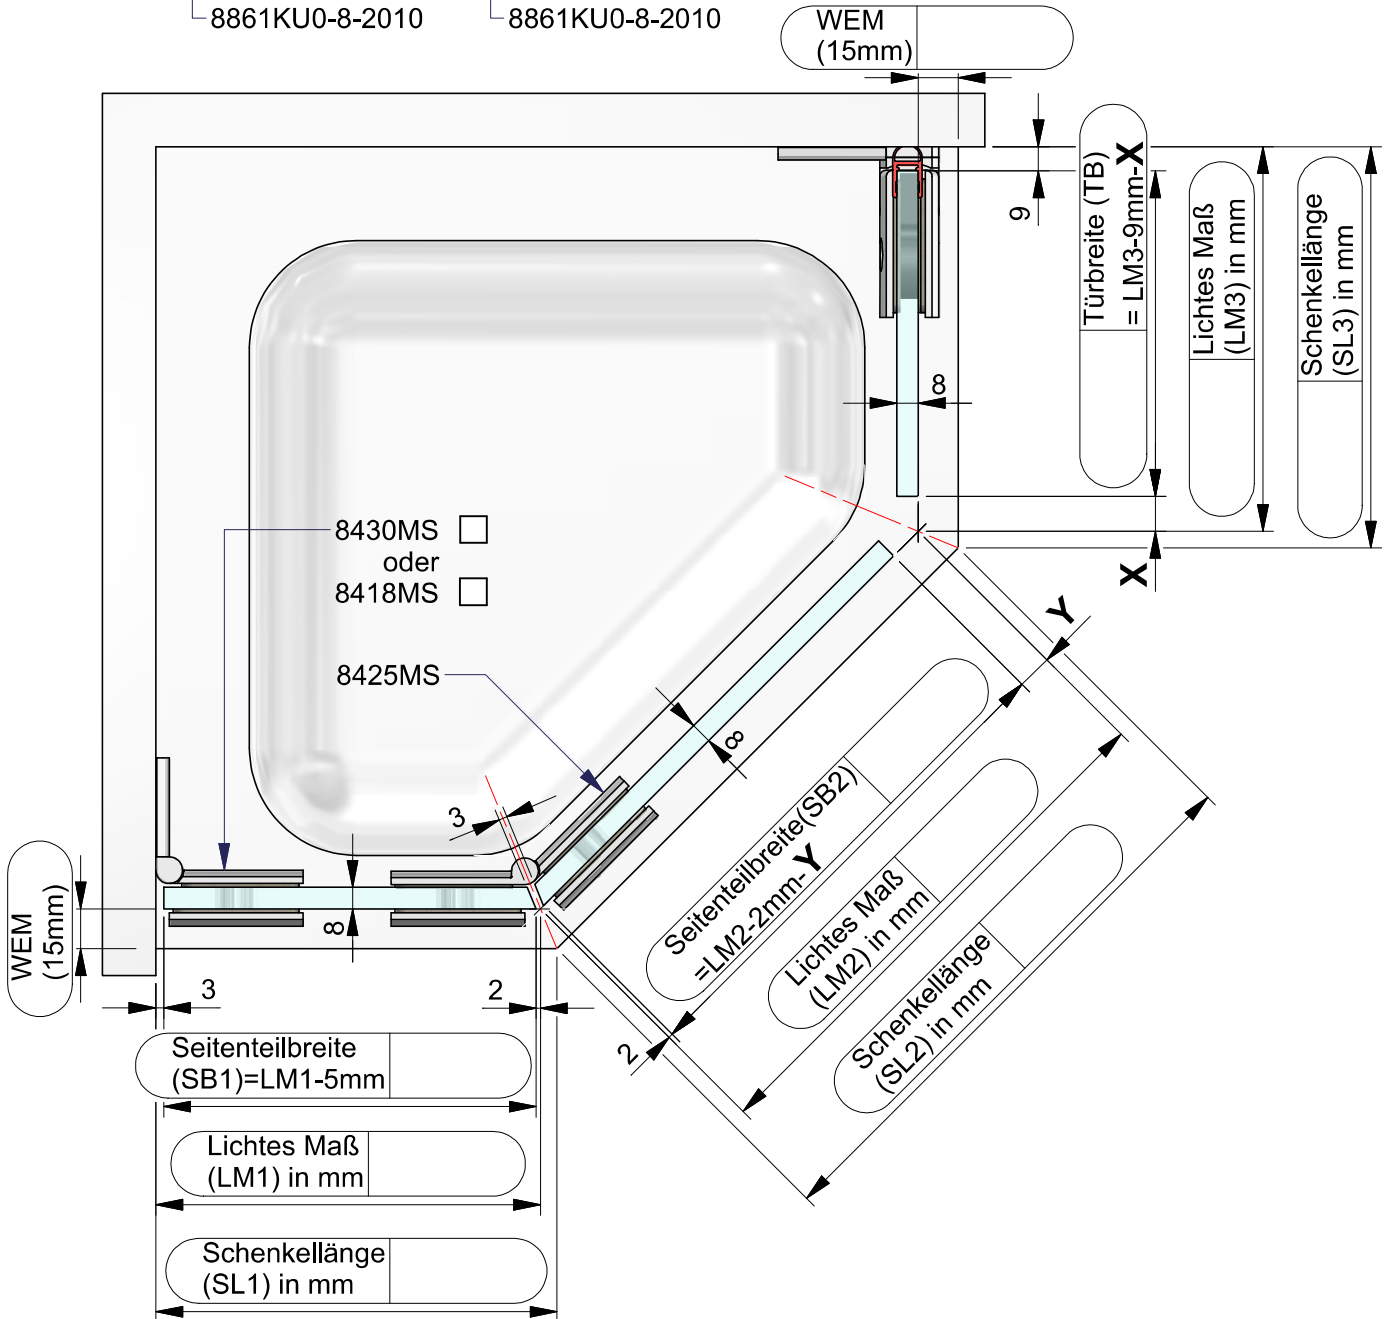 8861KU0-8-2010
8861KU0-8-2010
WEM
(15mm)
9
Türbreite (TB)
= LM3-9mm-X
Lichtes Maß
(LM3) in mm
Schenkellänge
(SL3) in mm
8
8430MS
oder
8418MS
8425MS
X
Y
8
3
Seitenteilbreite(SB2)
=LM2-2mm-Y
Lichtes Maß
(LM2) in mm
Schenkellänge
(SL2) in mm
WEM
(15mm)
8
3
2
2
Seitenteilbreite
(SB1)=LM1-5mm
Lichtes Maß
(LM1) in mm
Schenkellänge
(SL1) in mm